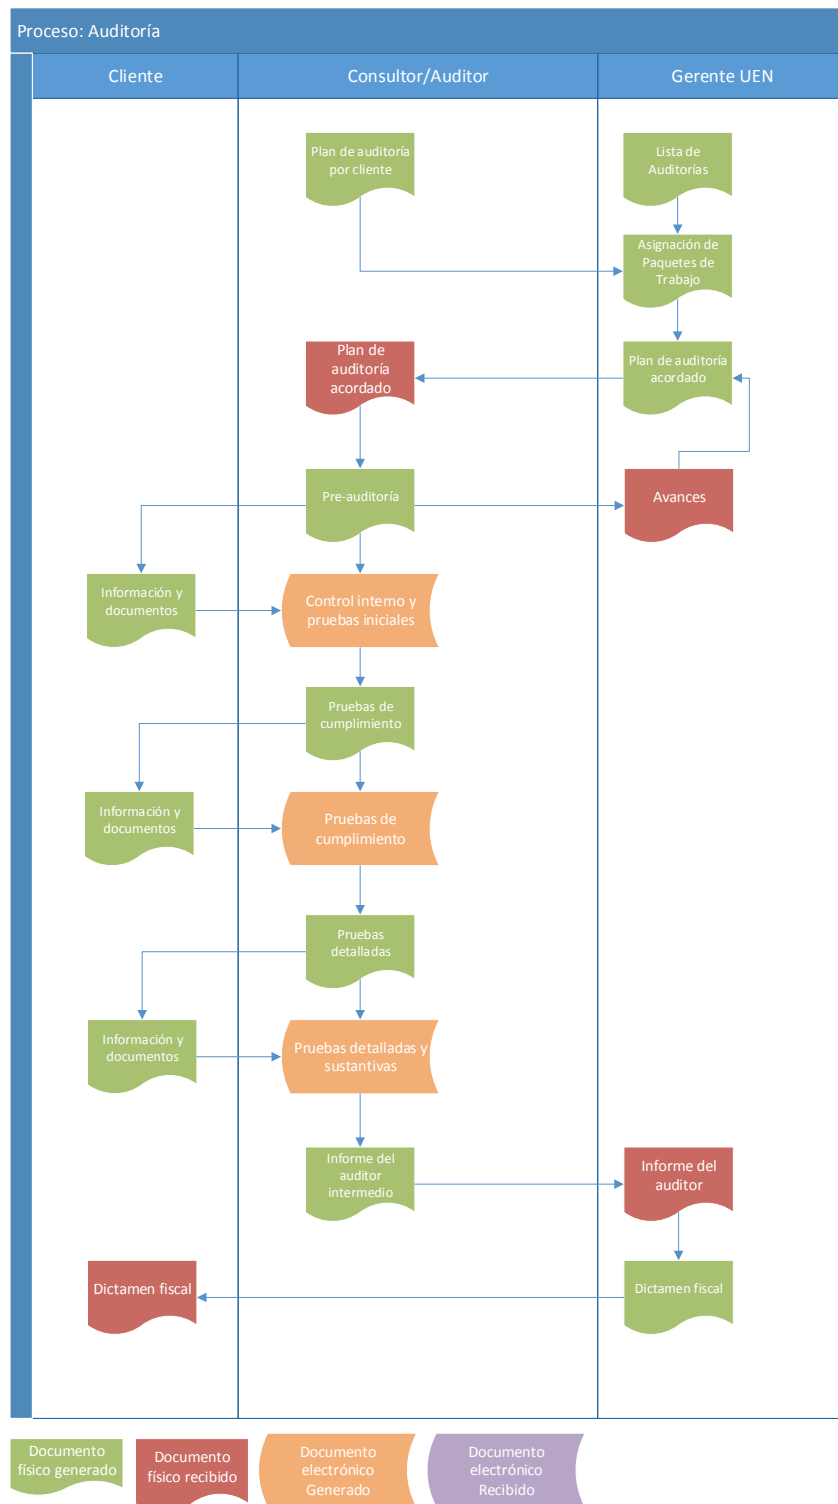 Proceso: Auditoría
Cliente
Consultor/Auditor
Gerente UEN
Plan de auditoría
por cliente
Lista de
Auditorías
Asignación de
Paquetes de
Trabajo
Plan de
auditoría
acordado
Plan de auditoría
acordado
Pre-auditoría
Avances
Información y
documentos
Control interno y
pruebas iniciales
Pruebas de
cumplimiento
Información y
documentos
Pruebas de
cumplimiento
Pruebas
detalladas
Información y
documentos
Pruebas detalladas y
sustantivas
Informe del
auditor
intermedio
Informe del
auditor
Dictamen fiscal
Dictamen fiscal
Documento
físico generado
Documento
físico recibido
Documento
electrónico
Generado
Documento
electrónico
Recibido